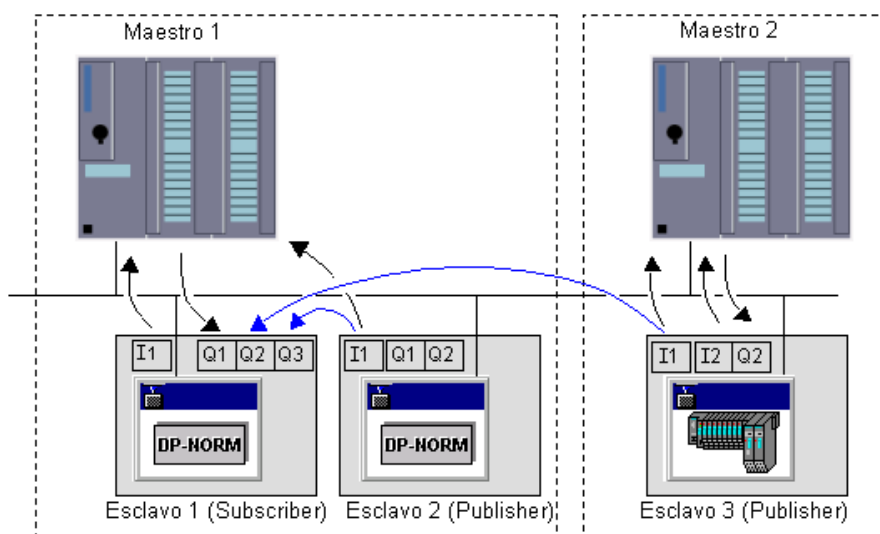 Maestro 1
Maestro 2
I1 Q1 Q2 Q3
I1 Q1 Q2
I1 I2 Q2
DP-NORM
DP-NORM
Esclavo 1 (Subscriber)
Esclavo 2 (Publisher)
Esclavo 3 (Publisher)